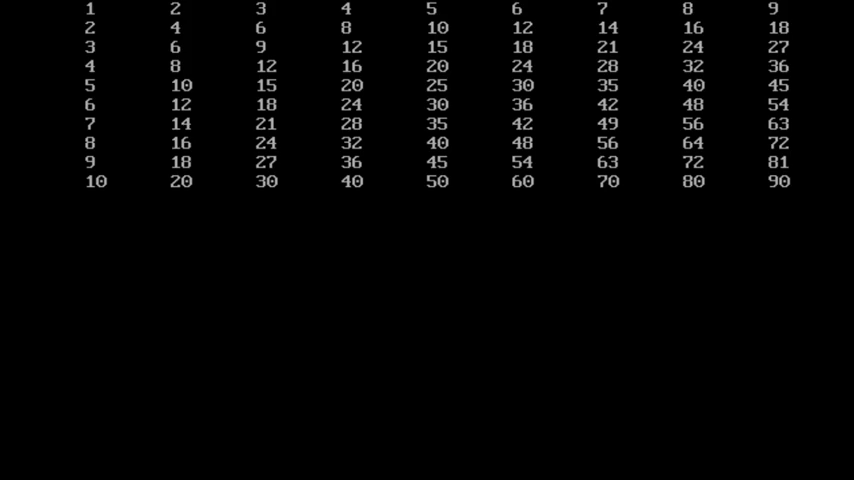 1 2 3 4 5 6 7 8 9
2 4 6 8 10 12 14 16 18
3 6 9 12 15 18 21 24 27
4 8 12 16 20 24 28 32 36
5 10 15 20 25 30 35 40 45
6 12 18 24 30 36 42 48 54
7 14 21 28 35 42 49 56 63
8 16 24 32 40 48 56 64 72
9 18 27 36 45 54 63 72 81
10 20 30 40 50 60 70 80 90